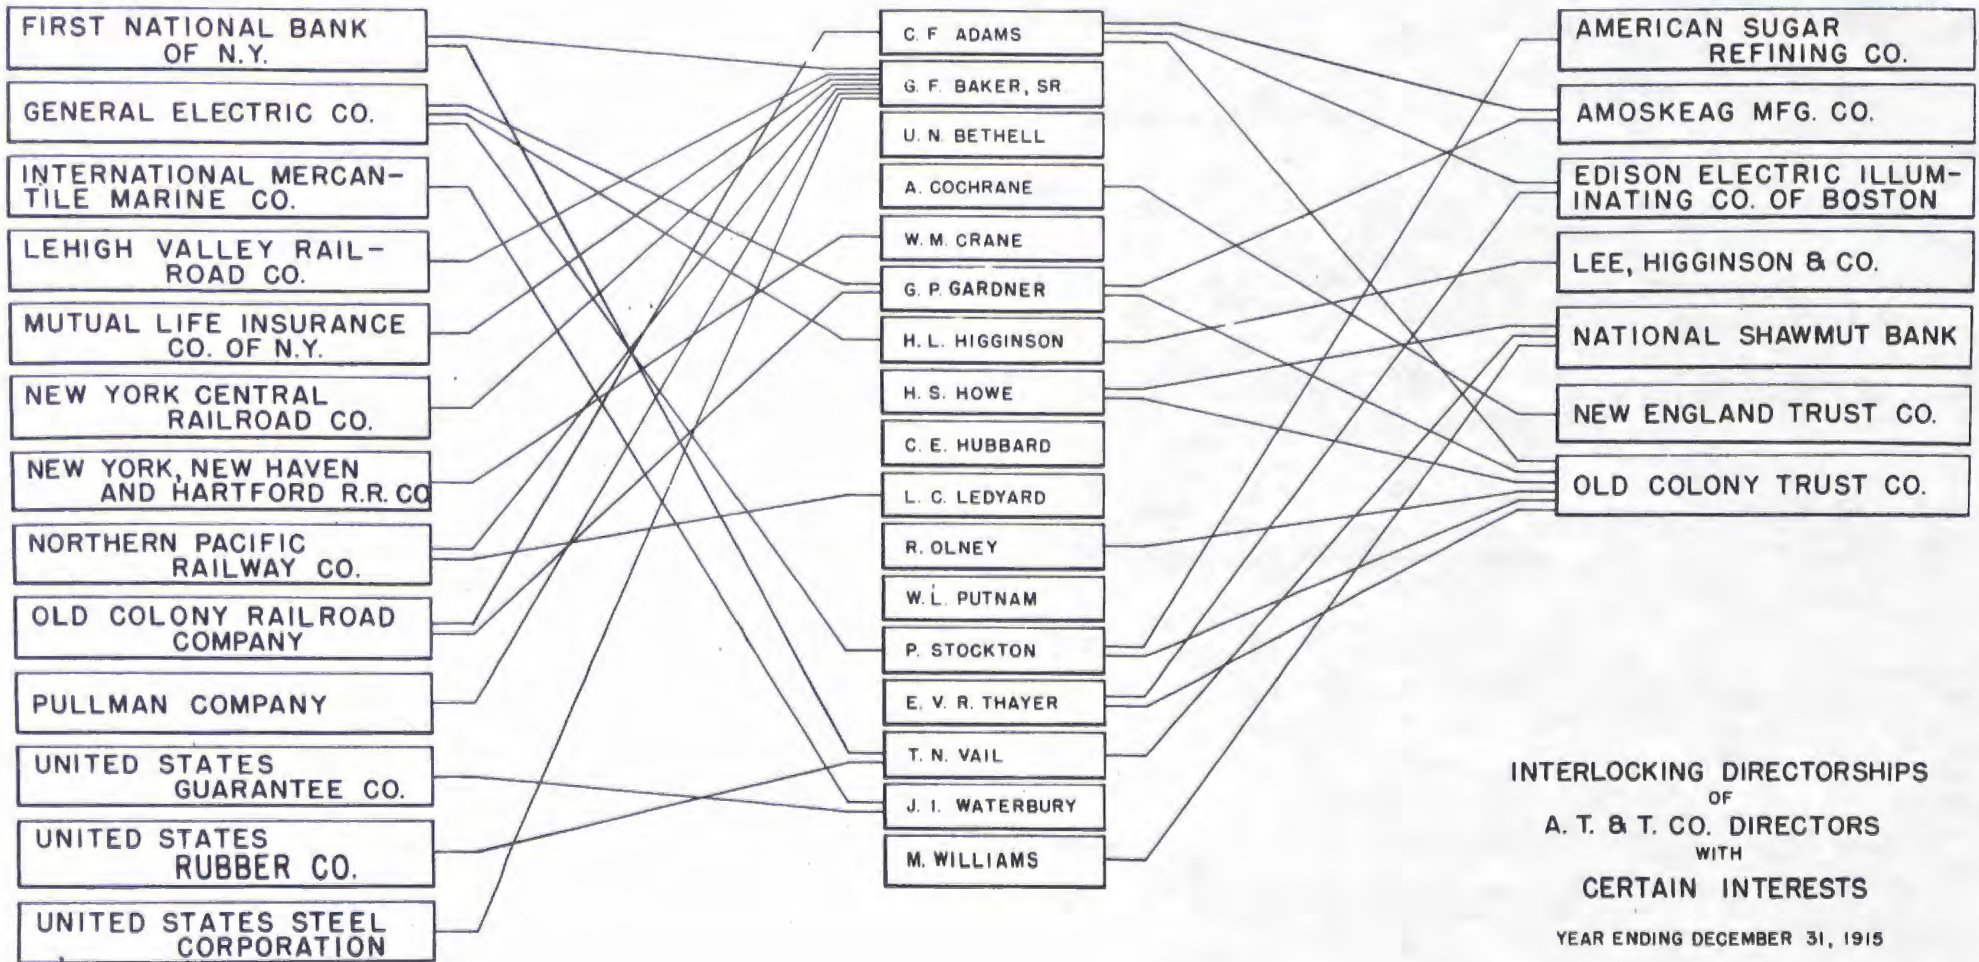 FIRST NATIONAL BANK
OF N.Y.
GENERAL ELECTRIC CO.
INTERNATIONAL MERCAN-
TILE MARINE CO.
LEHIGH VALLEY RAIL-
ROAD CO.
MUTUAL LIFE INSURANCE
CO. OF N.Y.
NEW YORK CENTRAL
RAILROAD CO.
NEW YORK, NEW HAVEN
AND HARTFORD R.R. CO
NORTHERN PACIFIC
RAILWAY CO.
OLD COLONY RAILROAD
COMPANY
PULLMAN COMPANY
UNITED STATES
GUARANTEE CO.
UNITED STATES
RUBBER CO.
UNITED STATES STEEL
CORPORATION
C. F ADAMS
G. F. BAKER, SR.
U. N. BETHELL
A. COCHRANE
W. M. CRANE
G. P. GARDNER
H. L. HIGGINSON
H. S. HOWE
C. E. HUBBARD
L. C. LEDYARD
R. OLNEY
W. L. PUTNAM
P. STOCKTON
E. V. R. THAYER
T. N. VAIL
J. I. WATERBURY
M. WILLIAMS
AMERICAN SUGAR
REFINING CO.
AMOSKEAG MFG. CO.
EDISON ELECTRIC ILLUM-
INATING CO. OF BOSTON
LEE, HIGGINSON & CO.
NATIONAL SHAWMUT BANK
NEW ENGLAND TRUST CO.
OLD COLONY TRUST CO.
INTERLOCKING DIRECTORSHIPS
OF
A. T. & T. CO. DIRECTORS
WITH
CERTAIN INTERESTS
YEAR ENDING DECEMBER 31, 1915